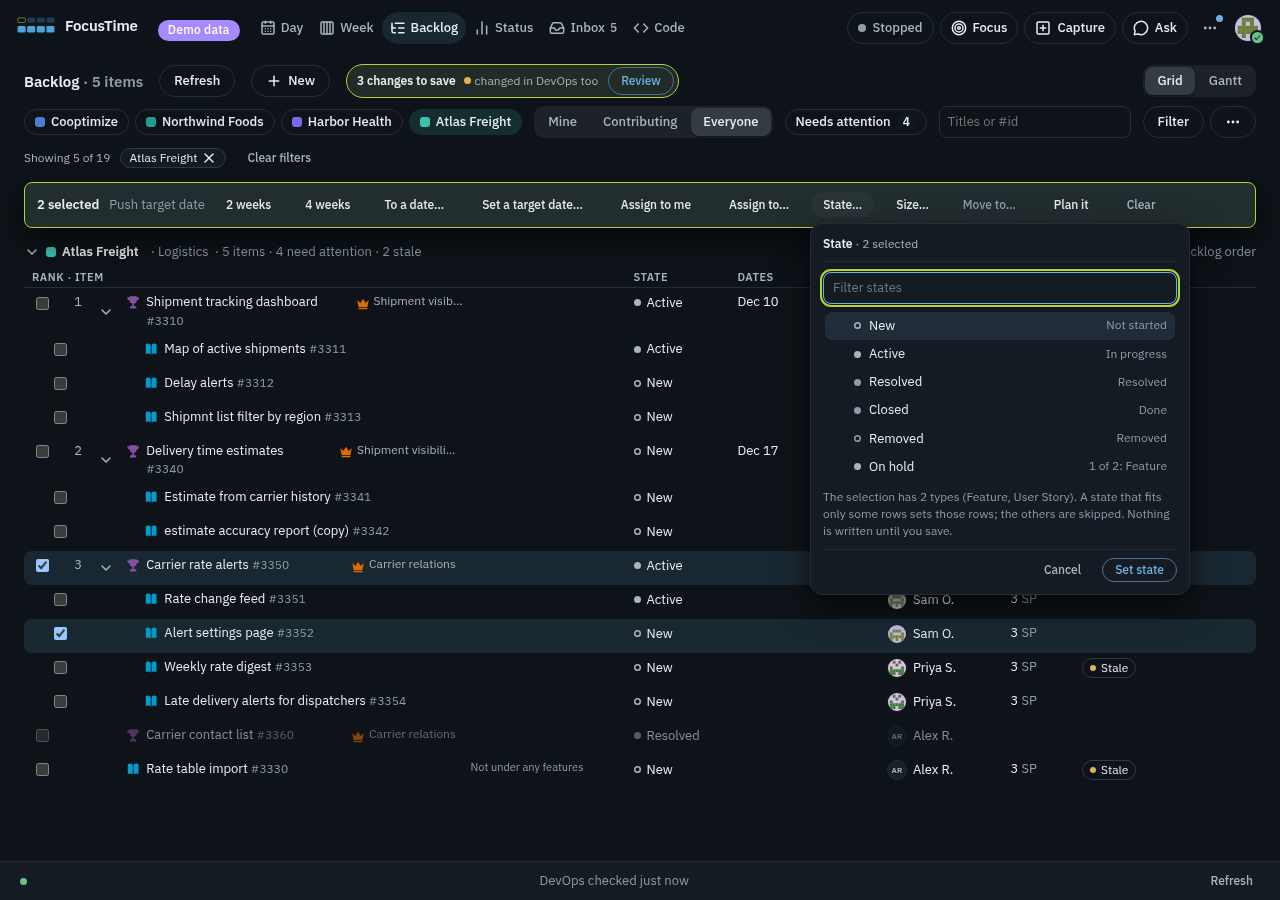 FocusTime
Demo data
Day
Week
Backlog
Status
Inbox 5
Code
Stopped
Focus
Capture
Ask
Backlog · 5 items
Refresh
New
3 changes to save
changed in DevOps too
Review
Grid
Gantt
Cooptimize
Northwind Foods
Harbor Health
Atlas Freight
Mine
Contributing
Everyone
Needs attention 4
Titles or #id
Filter
Showing 5 of 19
Atlas Freight
Clear filters
2 selected
Push target date
2 weeks
4 weeks
To a date...
Set a target date...
Assign to me
Assign to...
State...
Size...
Move to...
Plan it
Clear
Atlas Freight · Logistics · 5 items · 4 need attention · 2 stale
cklog order
RANK · ITEM
STATE
DATES
1 Shipment tracking dashboard
#3310
Shipment visib...
Active
Dec 10
Map of active shipments #3311
Active
Delay alerts #3312
New
Shipmnt list filter by region #3313
New
2 Delivery time estimates
#3340
Shipment visibili...
New
Dec 17
Estimate from carrier history #3341
New
estimate accuracy report (copy) #3342
New
3 Carrier rate alerts #3350
Carrier relations
Active
Rate change feed #3351
Active
Sam O.
3 SP
Alert settings page #3352
New
Sam O.
3 SP
Weekly rate digest #3353
New
Priya S.
3 SP
Stale
Late delivery alerts for dispatchers #3354
New
Priya S.
3 SP
Carrier contact list #3360
Carrier relations
Resolved
AR Alex R.
Rate table import #3330
Not under any features
New
AR Alex R.
3 SP
Stale
State · 2 selected
Filter states
New
Not started
Active
In progress
Resolved
Resolved
Closed
Done
Removed
Removed
On hold
1 of 2: Feature
The selection has 2 types (Feature, User Story). A state that fits
only some rows sets those rows; the others are skipped. Nothing
is written until you save.
Cancel
Set state
DevOps checked just now
Refresh